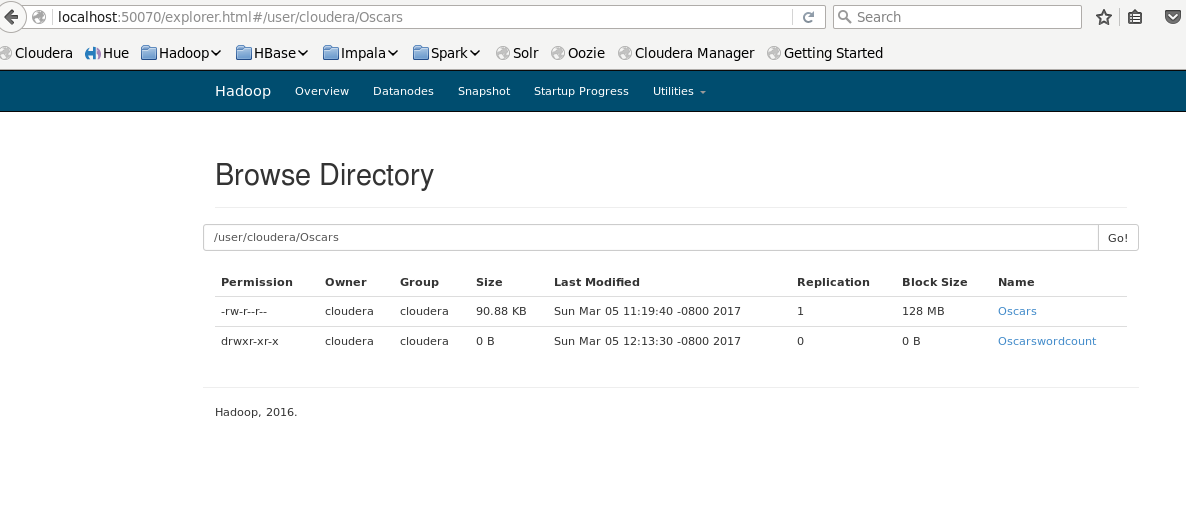 localhost:50070/explorer.html#/user/cloudera/Oscars Search
Cloudera Hue Hadoop HBase Impala Spark Solr Oozie Cloudera Manager Getting Started
Hadoop Overview Datanodes Snapshot Startup Progress Utilities
Browse Directory
/user/cloudera/Oscars Go!
Permission Owner Group Size Last Modified Replication Block Size Name
-rw-r--r-- cloudera cloudera 90.88 KB Sun Mar 05 11:19:40 -0800 2017 1 128 MB Oscars
drwxr-xr-x cloudera cloudera 0 B Sun Mar 05 12:13:30 -0800 2017 0 0 B Oscarswordcount
Hadoop, 2016.